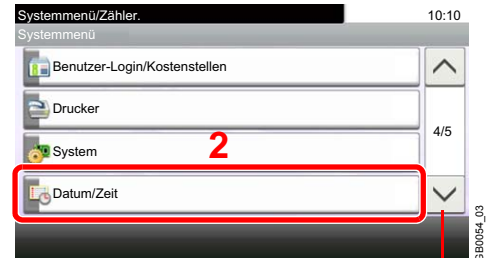 Systemmenü/Zähler. 10:10
Systemmenü
Benutzer-Login/Kostenstellen
Drucker
4/5
System
2
Datum/Zeit
GB0054_03